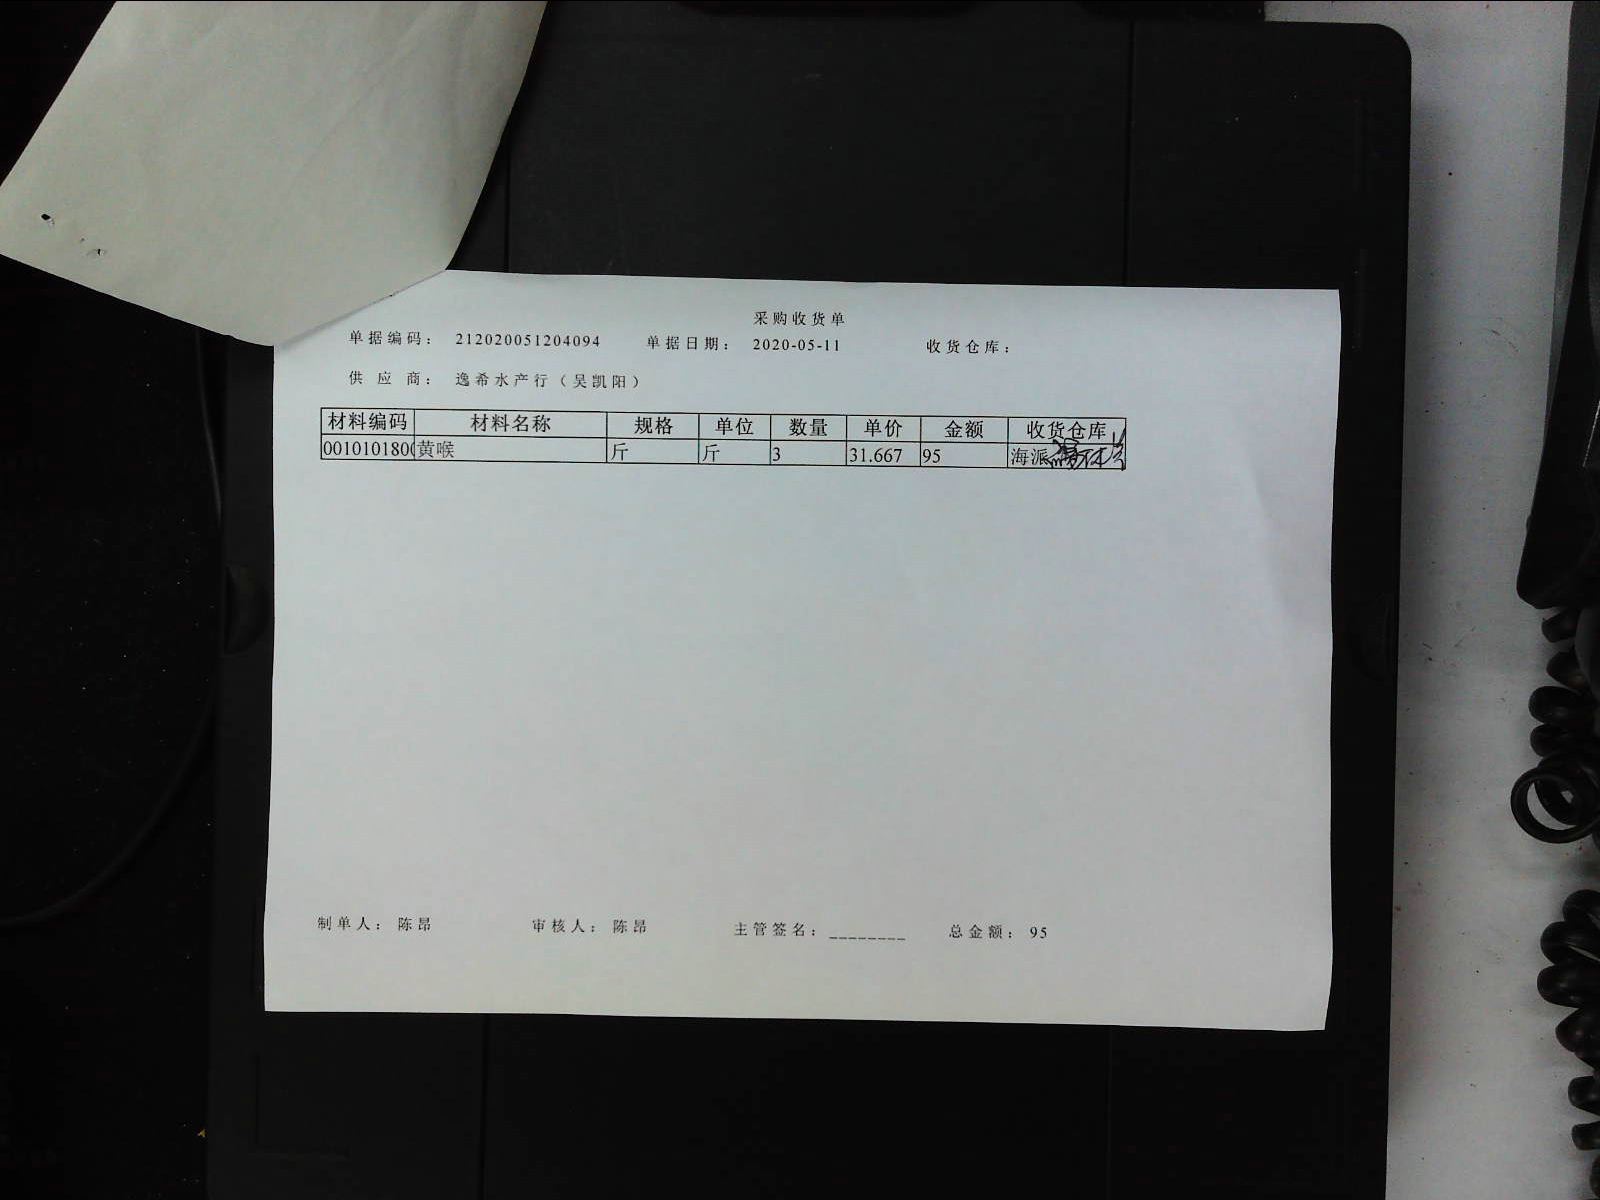 采购收货单
单据编码： 212020051204094 单据日期： 2020-05-11 收货仓库：
供 应 商： 逸希水产行（吴凯阳）
材料编码 材料名称 规格 单位 数量 单价 金额 收货仓库
001010180 黄喉 斤 斤 3 31.667 95 海派
制单人： 陈昂 审核人： 陈昂 主管签名：________ 总金额： 95